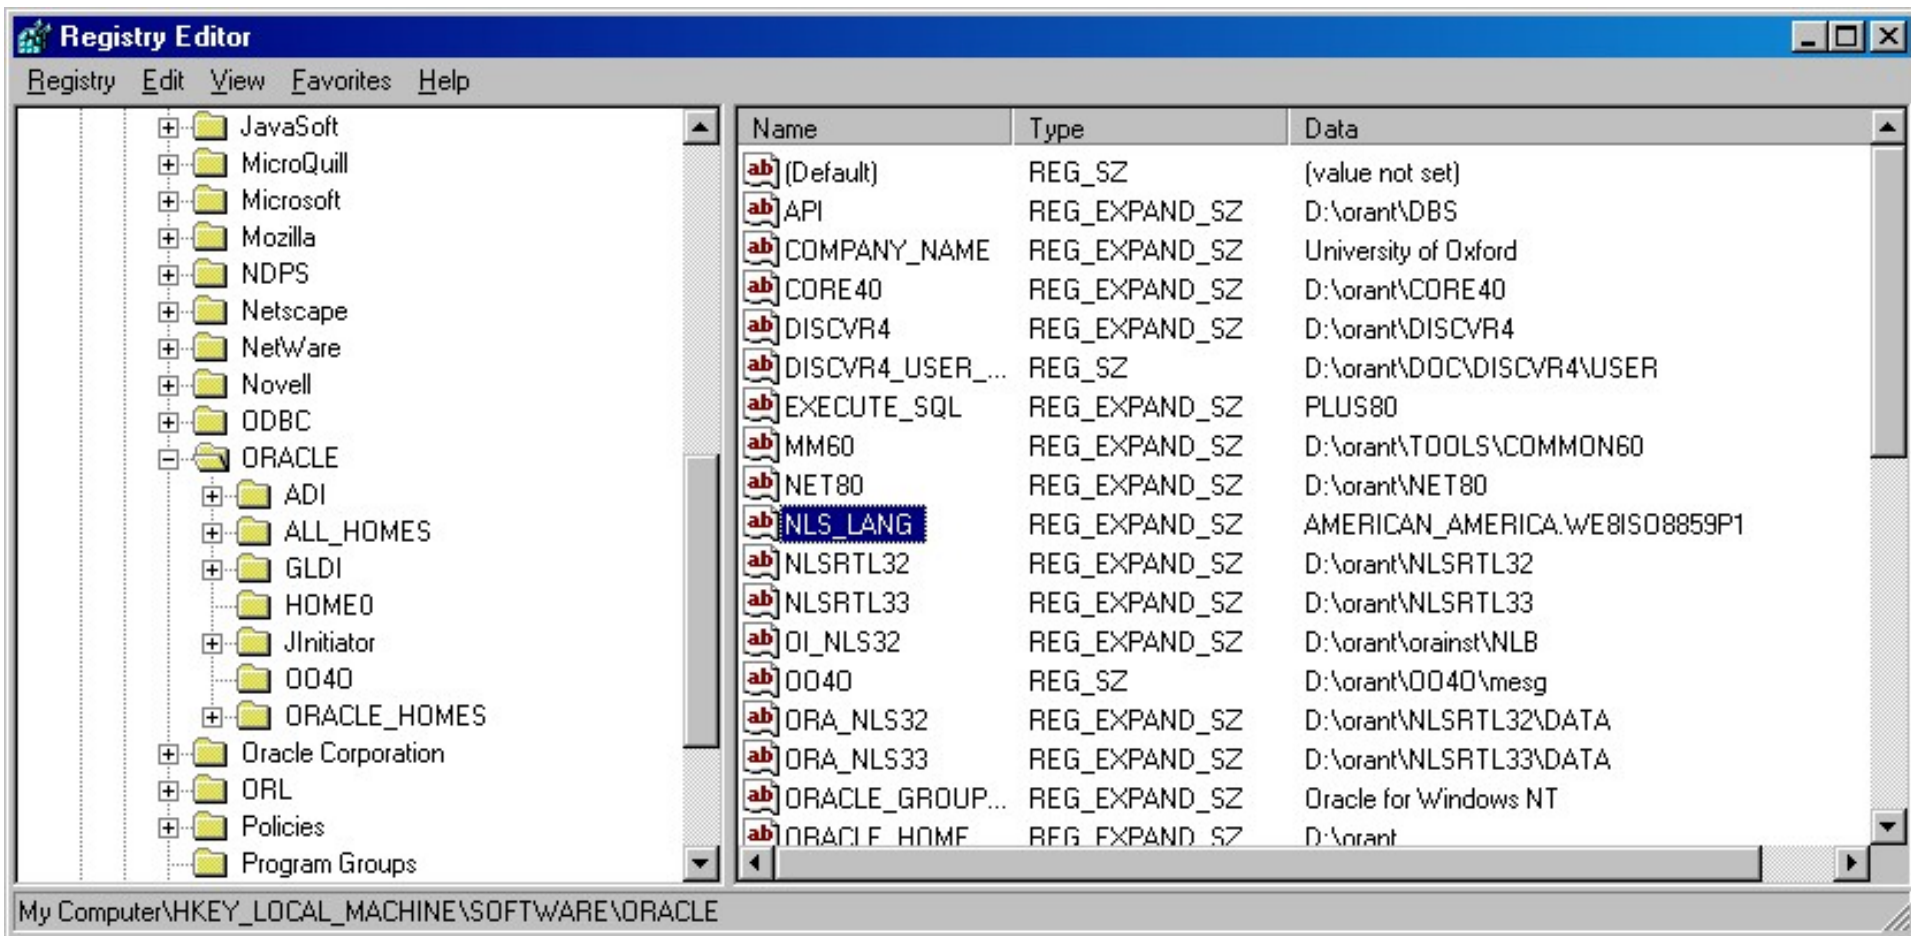 Registry Editor
Registry Edit View Favorites Help
JavaSoft
MicroQuill
Microsoft
Mozilla
NDPS
Netscape
NetWare
Novell
ODBC
ORACLE
ADI
ALL_HOMES
GLDI
HOME0
JInitiator
OO4O
ORACLE_HOMES
Oracle Corporation
ORL
Policies
Program Groups
Name Type Data
(Default) REG_SZ (value not set)
API REG_EXPAND_SZ D:\orant\DBS
COMPANY_NAME REG_EXPAND_SZ University of Oxford
CORE40 REG_EXPAND_SZ D:\orant\CORE40
DISCVR4 REG_EXPAND_SZ D:\orant\DISCVR4
DISCVR4_USER_... REG_SZ D:\orant\DOC\DISCVR4\USER
EXECUTE_SQL REG_EXPAND_SZ PLUS80
MM60 REG_EXPAND_SZ D:\orant\TOOLS\COMMON60
NET80 REG_EXPAND_SZ D:\orant\NET80
NLS_LANG REG_EXPAND_SZ AMERICAN_AMERICA.WE8ISO8859P1
NLSRTL32 REG_EXPAND_SZ D:\orant\NLSRTL32
NLSRTL33 REG_EXPAND_SZ D:\orant\NLSRTL33
OI_NLS32 REG_EXPAND_SZ D:\orant\orainst\NLB
OO4O REG_SZ D:\orant\OO4O\mesg
ORA_NLS32 REG_EXPAND_SZ D:\orant\NLSRTL32\DATA
ORA_NLS33 REG_EXPAND_SZ D:\orant\NLSRTL33\DATA
ORACLE_GROUP... REG_EXPAND_SZ Oracle for Windows NT
ORACLE_HOME REG_EXPAND_SZ D:\orant
My Computer\HKEY_LOCAL_MACHINE\SOFTWARE\ORACLE